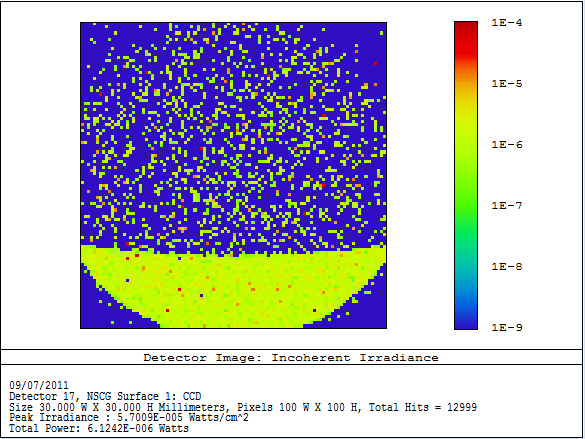 1E-4
1E-5
1E-6
1E-7
1E-8
1E-9
Detector Image: Incoherent Irradiance
09/07/2011
Detector 17, NSCG Surface 1: CCD
Size 30.000 W X 30.000 H Millimeters, Pixels 100 W X 100 H, Total Hits = 12999
Peak Irradiance : 5.7009E-005 Watts/cm^2
Total Power: 6.1242E-006 Watts